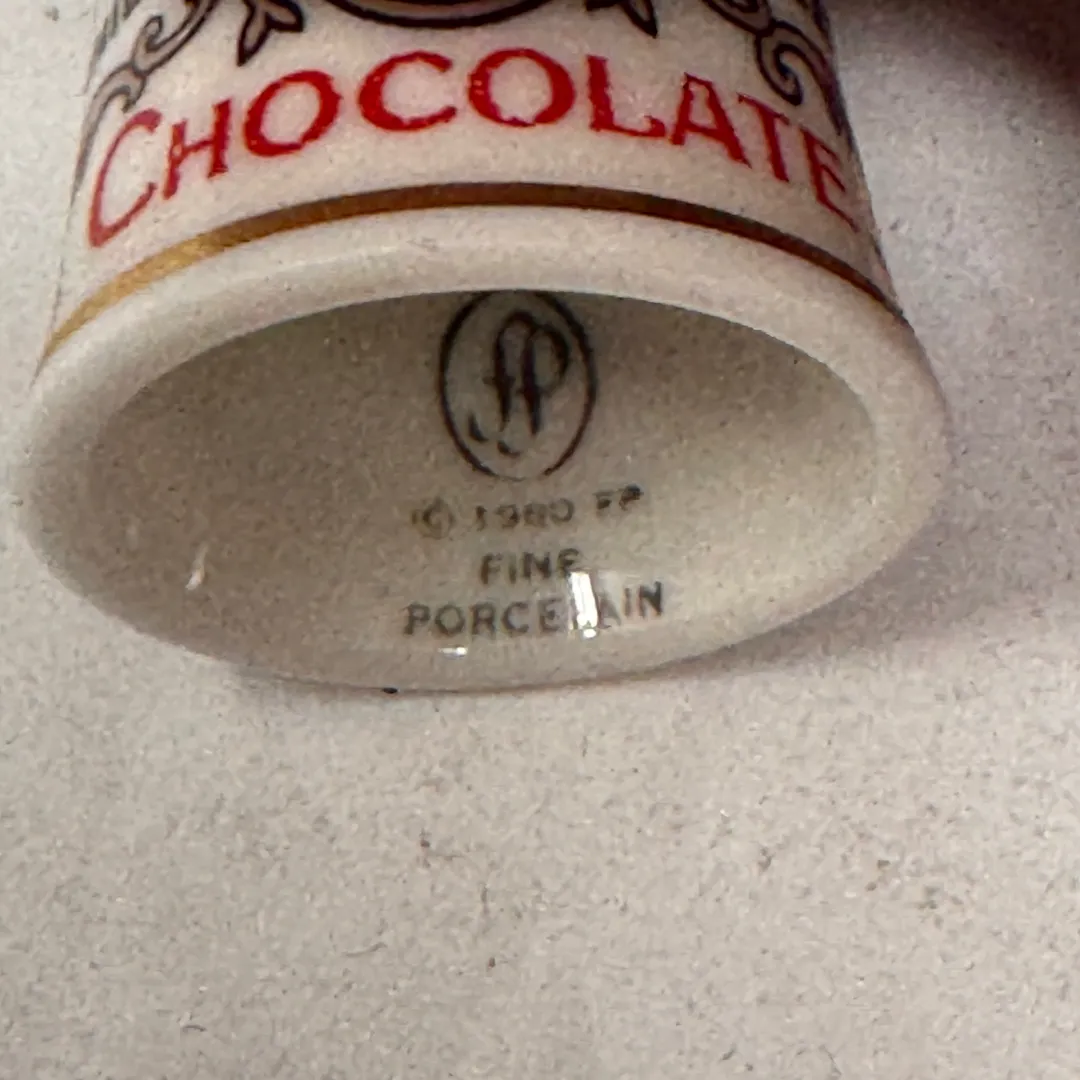 CHOCOLATE
FP
© 1980 FP
FINE
PORCELAIN